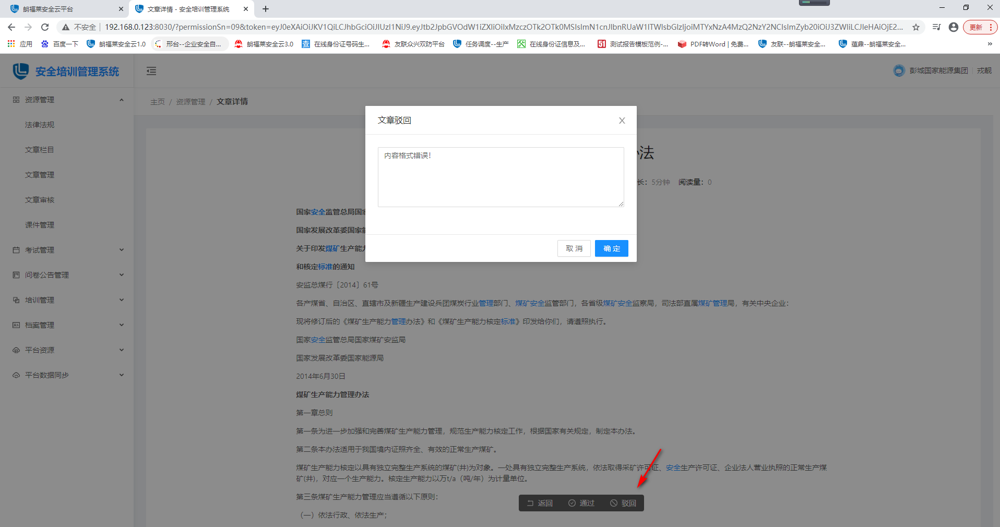 朗福莱安全云平台
文章详情 - 安全培训管理系统
不安全
192.168.0.123:8030/?permissionSn=09&token=eyJ0eXAiOiJKV1QiLCJhbGciOiJIUzI1NiJ9.eyJtb2JpbGVOdW1iZXIiOiIxMzczOTk2OTk0MSIsImN1cnJlbnRUaW1lTWlsbGlzIjoiMTYxNzA4MzQ2NzY2NCIsImZyb20iOiJ3ZWIiLCJleHAiOjE2...
更新
应用
百度一下
朗福莱安全云1.0
邢台--企业安全自...
朗福莱安全云3.0
查
在线身份证号码生...
友联众兴双防平台
任务调度--生产
在线身份证信息及...
51
测试报告模板范例-...
PDF转Word | 免费...
友联--朗福莱安全...
蕴鼎--朗福莱安全...
安全培训管理系统
彭城国家能源集团
戎靓
资源管理
法律法规
文章栏目
文章管理
文章审核
课件管理
考试管理
问卷公告管理
培训管理
档案管理
平台资源
平台数据同步
主页 / 资源管理 / 文章详情
文章驳回
内容格式错误！
取 消
确 定
办法
长：5分钟 阅读量：0
国家安全监管总局国家
国家发展改革委国家能
关于印发煤矿生产能力
和核定标准的通知
安监总煤行〔2014〕61号
各产煤省、自治区、直辖市及新疆生产建设兵团煤炭行业管理部门、煤矿安全监管部门，各省级煤矿安全监察局，司法部直属煤矿管理局，有关中央企业：
现将修订后的《煤矿生产能力管理办法》和《煤矿生产能力核定标准》印发给你们，请遵照执行。
国家安全监管总局国家煤矿安监局
国家发展改革委国家能源局
2014年6月30日
煤矿生产能力管理办法
第一章总则
第一条为进一步加强和完善煤矿生产能力管理，规范生产能力核定工作，根据国家有关规定，制定本办法。
第二条本办法适用于我国境内证照齐全、有效的正常生产煤矿。
煤矿生产能力核定以具有独立完整生产系统的煤矿(井)为对象。一处具有独立完整生产系统，依法取得采矿许可证、安全生产许可证、企业法人营业执照的正常生产煤
矿(井)，对应一个生产能力。核定生产能力以万t/a（吨/年）为计量单位。
第三条煤矿生产能力管理应当遵循以下原则：
（一）依法行政、依法生产；
返回
通过
驳回